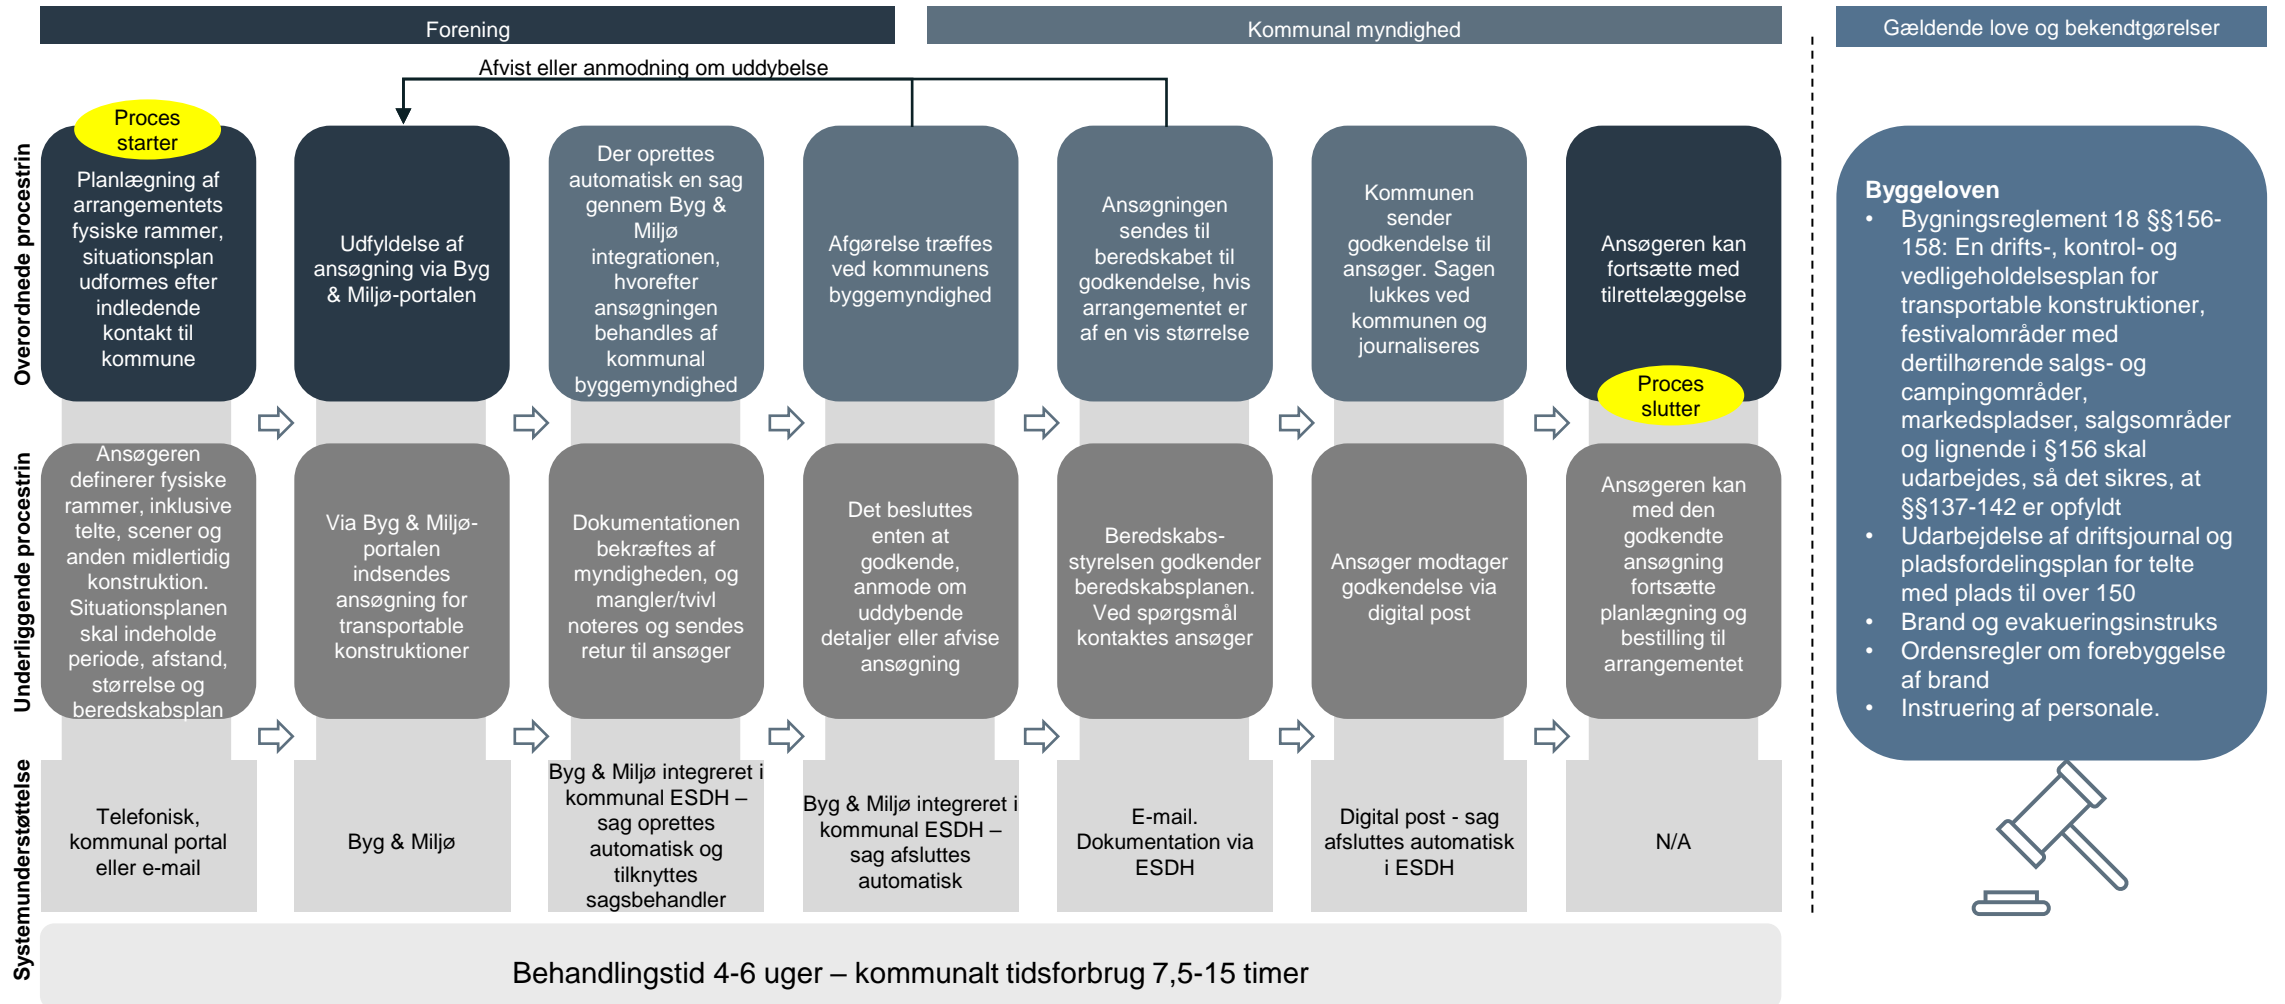 Forening
Kommunal myndighed
Gældende love og bekendtgørelser
Afvist eller anmodning om uddybelse
Overordnede procestrin
Proces
starter
Planlægning af
arrangementets
fysiske rammer,
situationsplan
udformes efter
indledende
kontakt til
kommune
Udfyldelse af
ansøgning via Byg
& Miljø-portalen
Der oprettes
automatisk en sag
gennem Byg &
Miljø
integrationen,
hvorefter
ansøgningen
behandles af
kommunal
byggemyndighed
Afgørelse træffes
ved kommunens
byggemyndighed
Ansøgningen
sendes til
beredskabet til
godkendelse, hvis
arrangementet er
af en vis størrelse
Kommunen
sender
godkendelse til
ansøger. Sagen
lukkes ved
kommunen og
journaliseres
Ansøgeren kan
fortsætte med
tilrettelæggelse
Proces
slutter
Underliggende procestrin
Ansøgeren
definerer fysiske
rammer, inklusive
telte, scener og
anden midlertidig
konstruktion.
Situationsplanen
skal indeholde
periode, afstand,
størrelse og
beredskabsplan
Via Byg & Miljø-
portalen
indsendes
ansøgning for
transportable
konstruktioner
Dokumentationen
bekræftes af
myndigheden, og
mangler/tvivl
noteres og sendes
retur til ansøger
Det besluttes
enten at
godkende,
anmode om
uddybende
detaljer eller afvise
ansøgning
Beredskabs-
styrelsen godkender
beredskabsplanen.
Ved spørgsmål
kontaktes ansøger
Ansøger modtager
godkendelse via
digital post
Ansøgeren kan
med den
godkendte
ansøgning
fortsætte
planlægning og
bestilling til
arrangementet
Systemunderstøttelse
Telefonisk,
kommunal portal
eller e-mail
Byg & Miljø
Byg & Miljø integreret i
kommunal ESDH –
sag oprettes
automatisk og
tilknyttes
sagsbehandler
Byg & Miljø integreret i
kommunal ESDH –
sag afsluttes
automatisk
E-mail.
Dokumentation via
ESDH
Digital post - sag
afsluttes automatisk
i ESDH
N/A
Behandlingstid 4-6 uger – kommunalt tidsforbrug 7,5-15 timer
Byggeloven
• Bygningsreglement 18 §§156-
158: En drifts-, kontrol- og
vedligeholdelsesplan for
transportable konstruktioner,
festivalområder med
dertilhørende salgs- og
campingområder,
markedspladser, salgsområder
og lignende i §156 skal
udarbejdes, så det sikres, at
§§137-142 er opfyldt
• Udarbejdelse af driftsjournal og
pladsfordelingsplan for telte
med plads til over 150
• Brand og evakueringsinstruks
• Ordensregler om forebyggelse
af brand
• Instruering af personale.